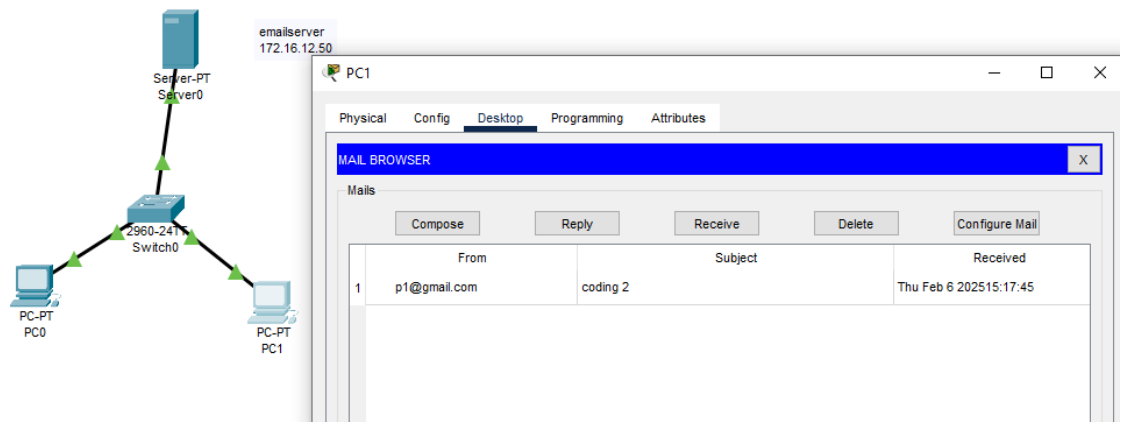 emailserver
172.16.12.50
Server-PT
Server0
2960-24TT
Switch0
PC-PT
PC0
PC-PT
PC1
PC1
Physical Config Desktop Programming Attributes
MAIL BROWSER X
Mails
Compose Reply Receive Delete Configure Mail
From Subject Received
1 p1@gmail.com coding 2 Thu Feb 6 202515:17:45